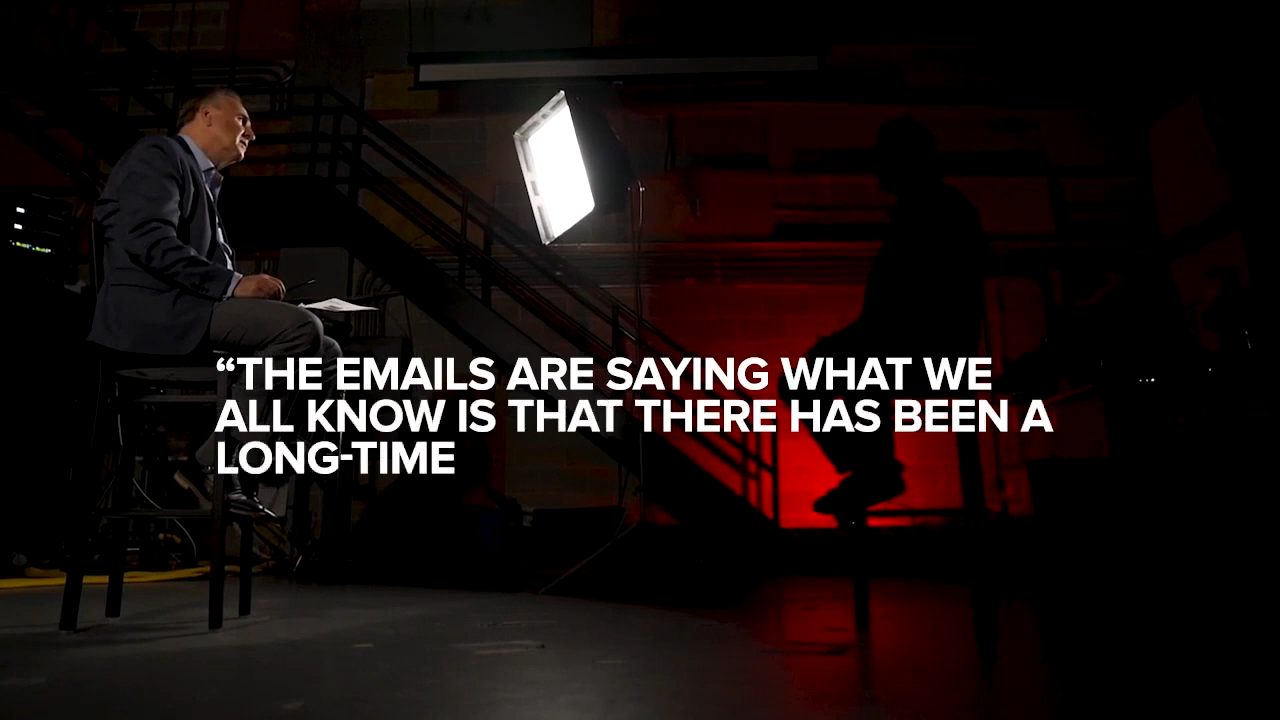 “THE EMAILS ARE SAYING WHAT WE
ALL KNOW IS THAT THERE HAS BEEN A
LONG-TIME